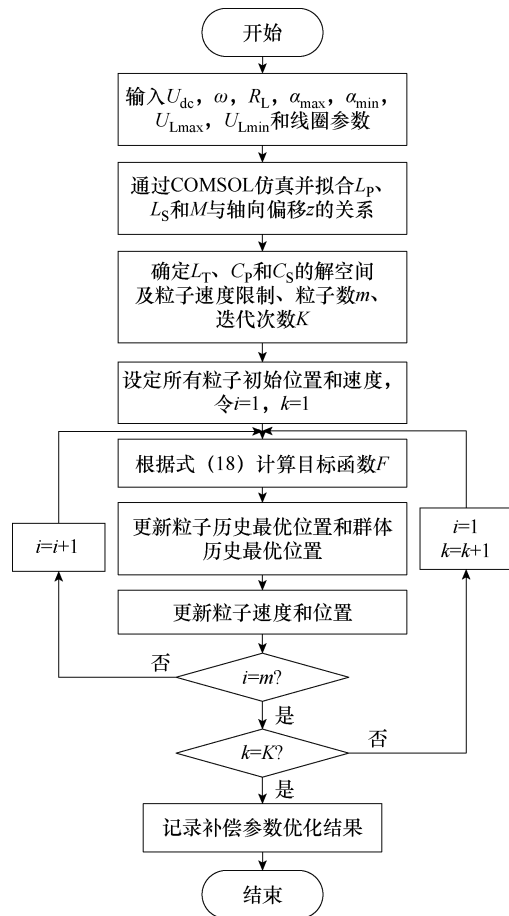 开始
输入U_dc，ω，R_L，α_max，α_min，
U_Lmax，U_Lmin和线圈参数
通过COMSOL仿真并拟合L_P、
L_S和M与轴向偏移z的关系
确定L_T、C_P和C_S的解空间
及粒子速度限制、粒子数m、
迭代次数K
设定所有粒子初始位置和速度，
令i=1，k=1
根据式（18）计算目标函数F
更新粒子历史最优位置和群体
历史最优位置
i=i+1
i=1
k=k+1
更新粒子速度和位置
否
i=m?
是
k=K?
否
是
记录补偿参数优化结果
结束